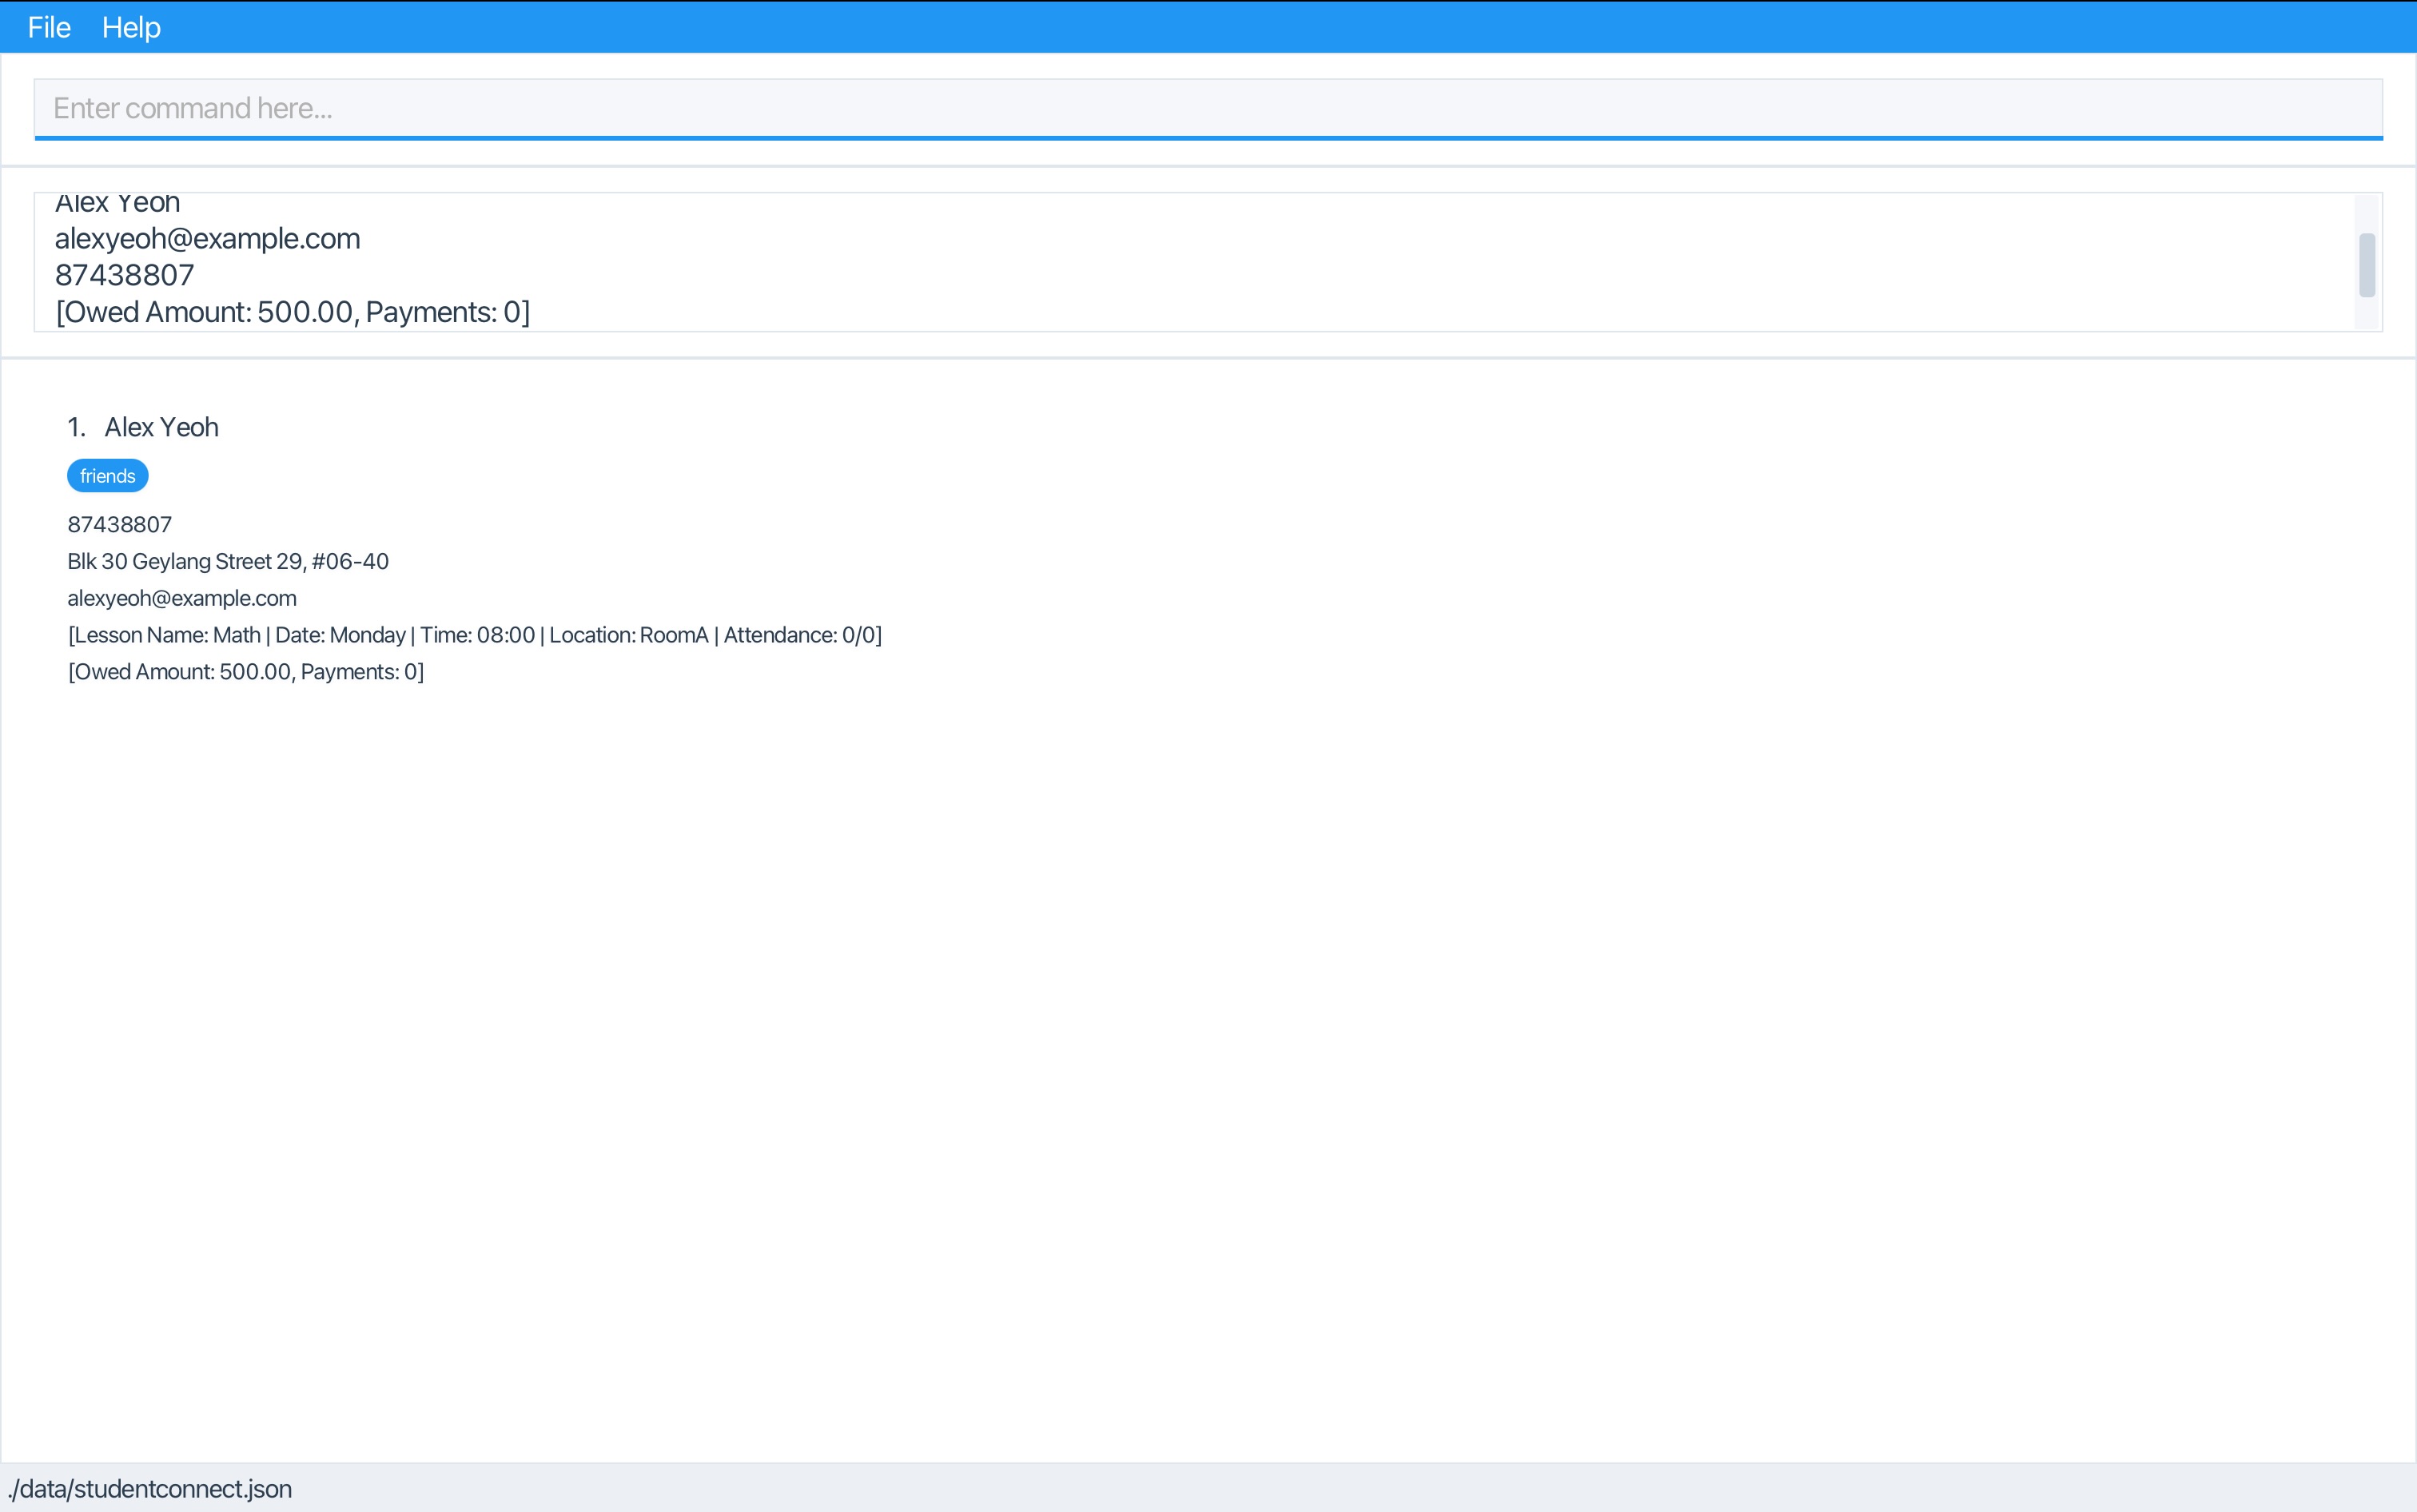 File Help
Enter command here...
Alex Yeoh
alexyeoh@example.com
87438807
[Owed Amount: 500.00, Payments: 0]
1. Alex Yeoh
friends
87438807
Blk 30 Geylang Street 29, #06-40
alexyeoh@example.com
[Lesson Name: Math | Date: Monday | Time: 08:00 | Location: RoomA | Attendance: 0/0]
[Owed Amount: 500.00, Payments: 0]
./data/studentconnect.json